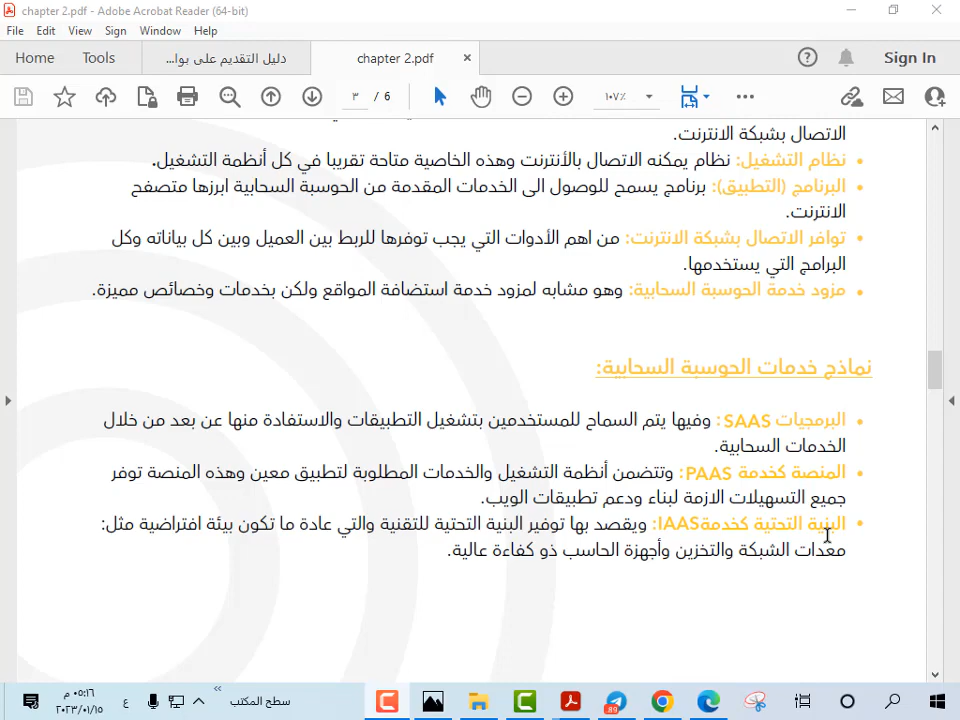 chapter 2.pdf - Adobe Acrobat Reader (64-bit)
File Edit View Sign Window Help
Home Tools دليل التقديم على بوا... chapter 2.pdf × Sign In
٣ / 6 ١٠٧٪
الاتصال بشبكة الانترنت.
• نظام التشغيل: نظام يمكنه الاتصال بالأنترنت وهذه الخاصية متاحة تقريبا في كل أنظمة التشغيل.
• البرنامج (التطبيق): برنامج يسمح للوصول الى الخدمات المقدمة من الحوسبة السحابية ابرزها متصفح
الانترنت.
• توافر الاتصال بشبكة الانترنت: من اهم الأدوات التي يجب توفرها للربط بين العميل وبين كل بياناته وكل
البرامج التي يستخدمها.
• مزود خدمة الحوسبة السحابية: وهو مشابه لمزود خدمة استضافة المواقع ولكن بخدمات وخصائص مميزة.
نماذج خدمات الحوسبة السحابية:
• البرمجيات SAAS: وفيها يتم السماح للمستخدمين بتشغيل التطبيقات والاستفادة منها عن بعد من خلال
الخدمات السحابية.
• المنصة كخدمة PAAS: وتتضمن أنظمة التشغيل والخدمات المطلوبة لتطبيق معين وهذه المنصة توفر
جميع التسهيلات الازمة لبناء ودعم تطبيقات الويب.
• البنية التحتية كخدمةIAAS: ويقصد بها توفير البنية التحتية للتقنية والتي عادة ما تكون بيئة افتراضية مثل:
معدات الشبكة والتخزين وأجهزة الحاسب ذو كفاءة عالية.
٠٥:١٦ م
٢٠٢٣/٠١/١٥
ع
سطح المكتب
89